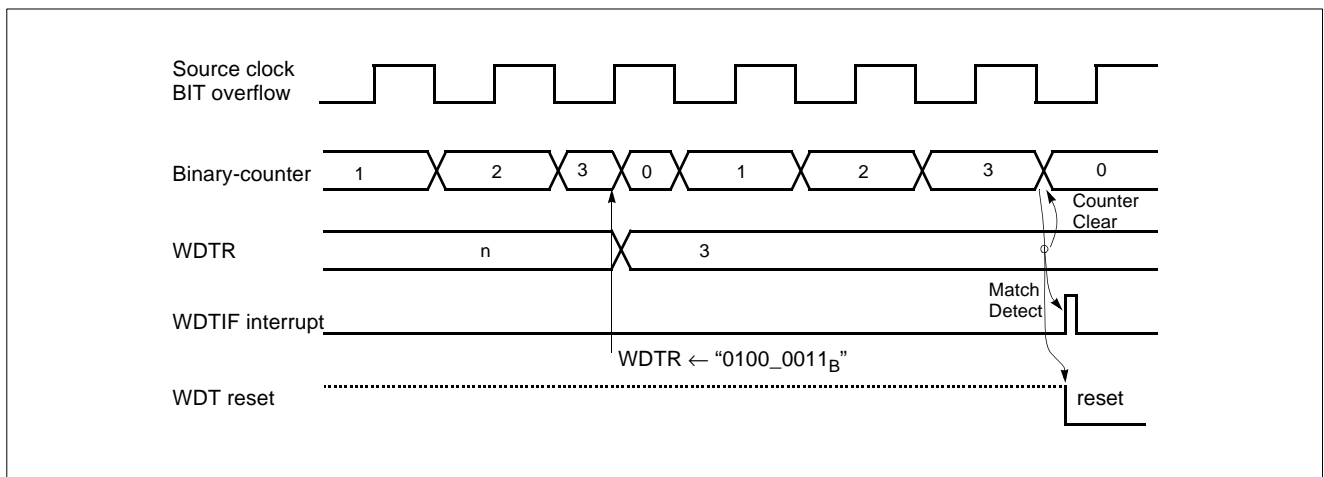 Source clock
BIT overflow
Binary-counter
1 2 3 0 1 2 3 0
Counter
Clear
WDTR
n 3
Match
Detect
WDTIF interrupt
WDTR ← “0100_0011B”
WDT reset
reset